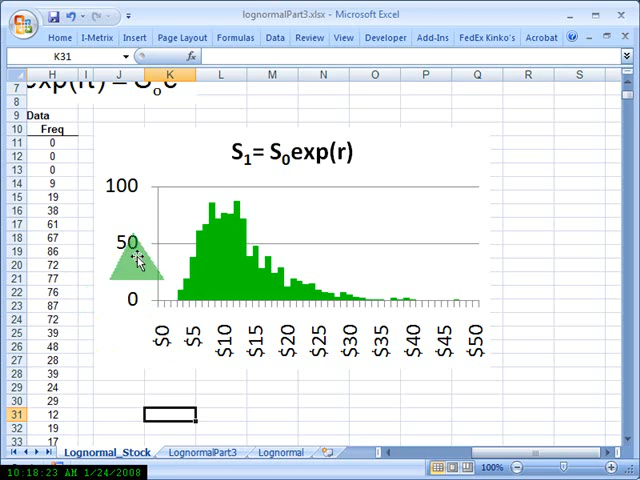 lognormalPart3.xlsx - Microsoft Excel
Home I-Metrix Insert Page Layout Formulas Data Review View Developer Add-Ins FedEx Kinko's Acrobat
K31 fx
H I J K L M N O P Q R S
7 exp(rt) = Soe
8
9 Data
10 Freq
11 0
12 0
13 0
14 9
15 19
16 38
17 61
18 67
19 86
20 72
21 77
22 76
23 87
24 72
25 39
26 48
27 28
28 39
29 24
30 29
31 12
32 19
33 17
S1= S0exp(r)
100
50
0
$0 $5 $10 $15 $20 $25 $30 $35 $40 $45 $50
Lognormal_Stock LognormalPart3 Lognormal
10:18:23 AM 1/24/2008 100%